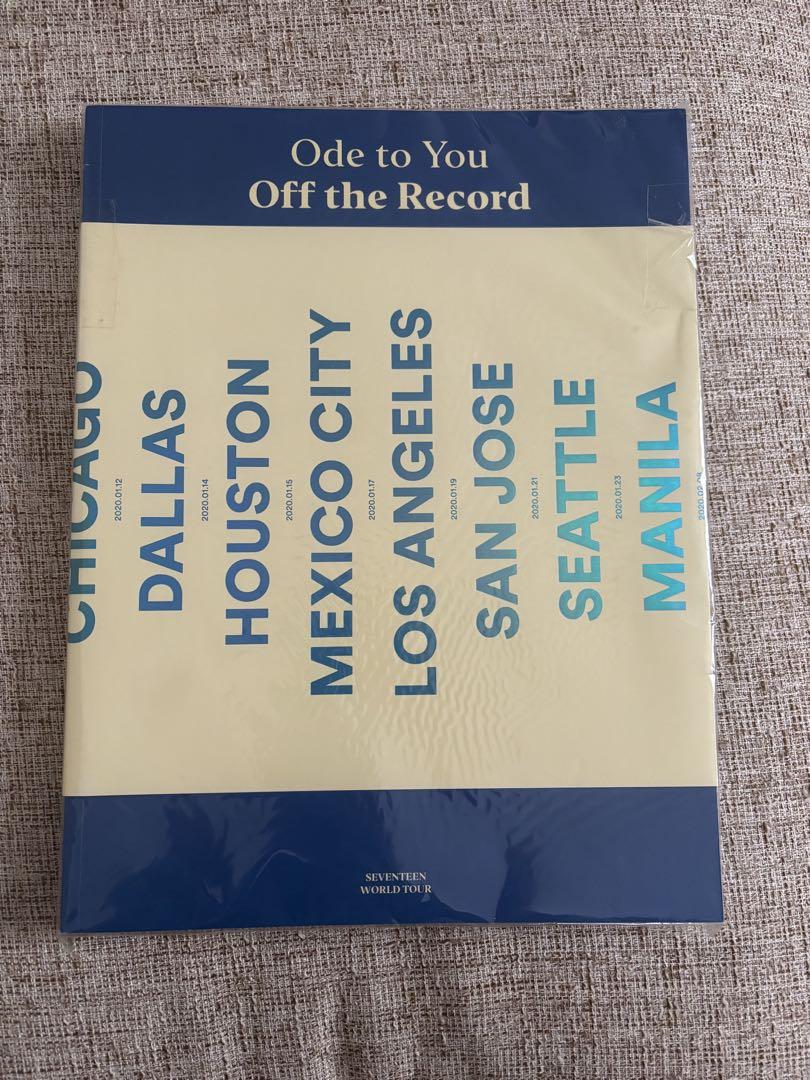 Ode to You
Off the Record
CHICAGO
2020.01.12
DALLAS
2020.01.14
HOUSTON
2020.01.15
MEXICO CITY
2020.01.17
LOS ANGELES
2020.01.19
SAN JOSE
2020.01.21
SEATTLE
2020.01.23
MANILA
SEVENTEEN
WORLD TOUR